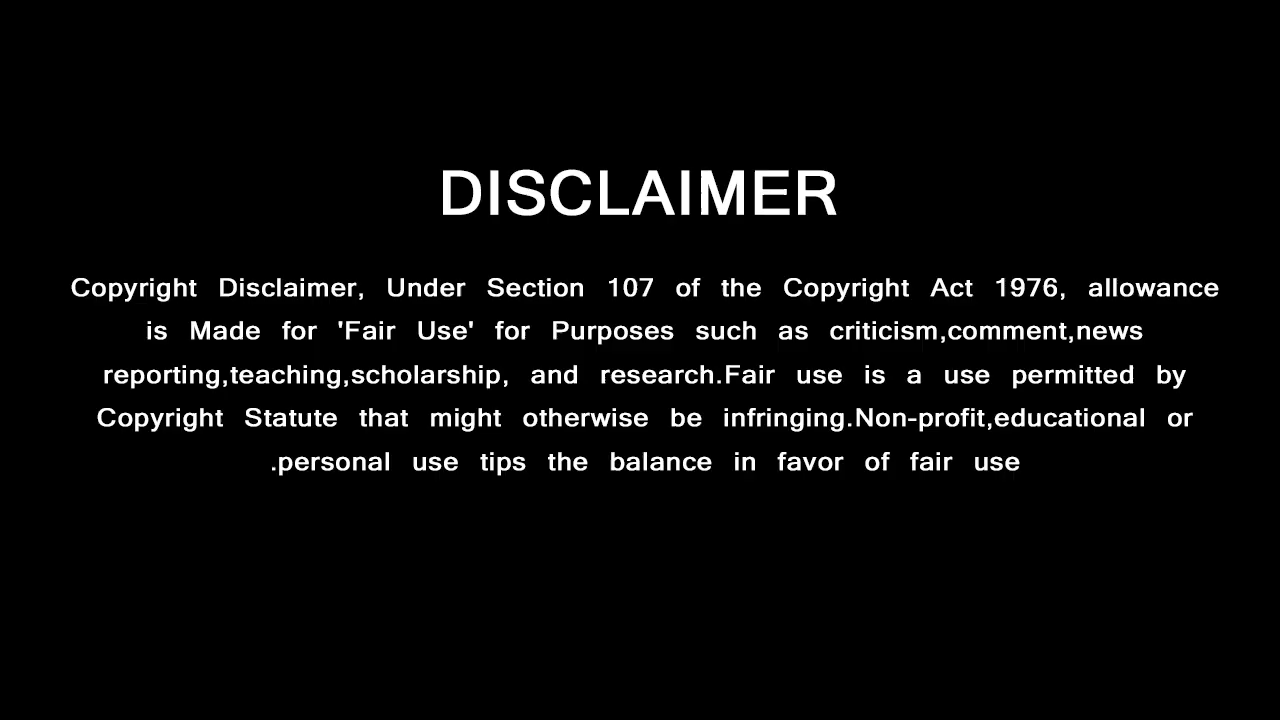 DISCLAIMER
Copyright Disclaimer, Under Section 107 of the Copyright Act 1976, allowance
is Made for 'Fair Use' for Purposes such as criticism,comment,news
reporting,teaching,scholarship, and research.Fair use is a use permitted by
Copyright Statute that might otherwise be infringing.Non-profit,educational or
.personal use tips the balance in favor of fair use